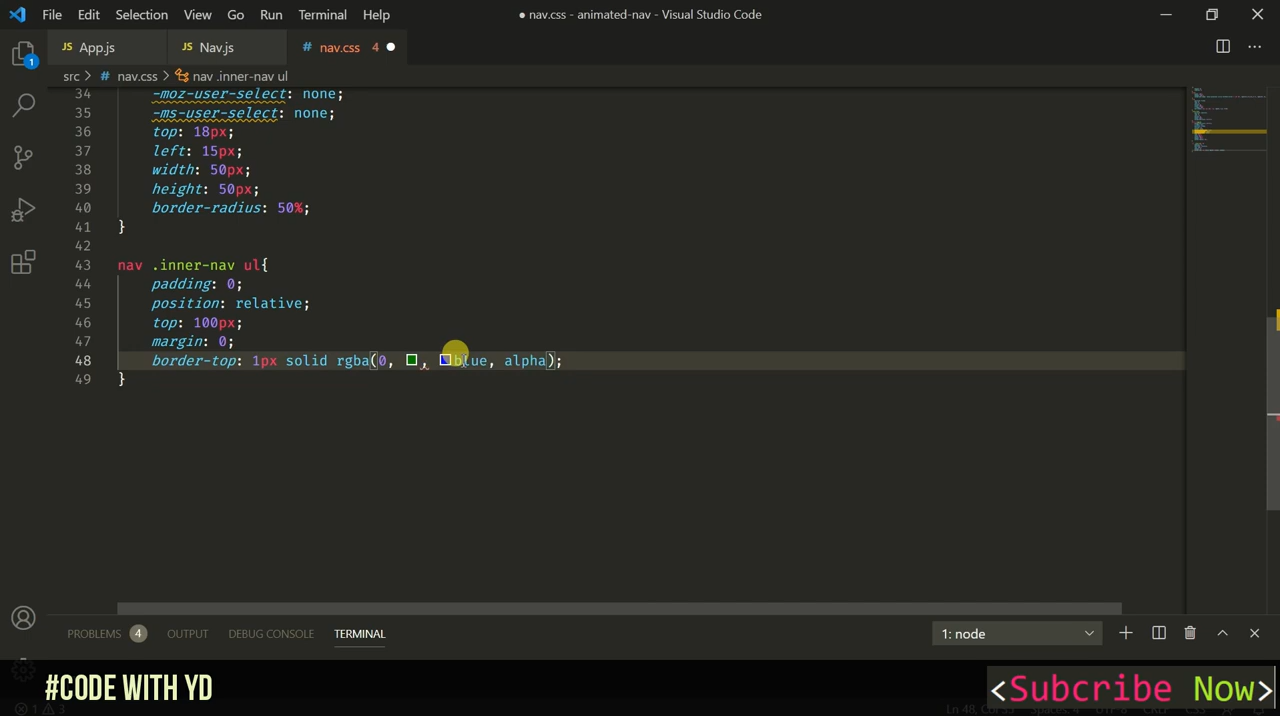 File Edit Selection View Go Run Terminal Help ● nav.css - animated-nav - Visual Studio Code
JS App.js JS Nav.js # nav.css 4 ●
src > # nav.css > nav .inner-nav ul
34 -moz-user-select: none;
35 -ms-user-select: none;
36 top: 18px;
37 left: 15px;
38 width: 50px;
39 height: 50px;
40 border-radius: 50%;
41 }
42
43 nav .inner-nav ul{
44 padding: 0;
45 position: relative;
46 top: 100px;
47 margin: 0;
48 border-top: 1px solid rgba(0, , blue, alpha);
49 }
1
PROBLEMS 4 OUTPUT DEBUG CONSOLE TERMINAL 1: node
#CODE WITH YD
<Subcribe Now>
1 3